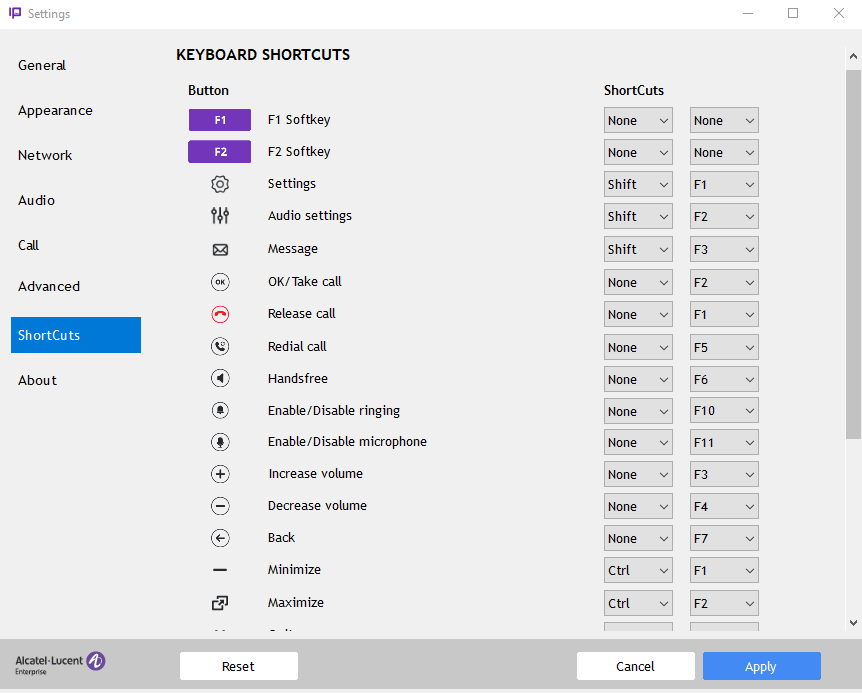 Settings
General
Appearance
Network
Audio
Call
Advanced
ShortCuts
About
KEYBOARD SHORTCUTS
Button ShortCuts
F1 F1 Softkey None None
F2 F2 Softkey None None
Settings Shift F1
Audio settings Shift F2
Message Shift F3
OK OK/Take call None F2
Release call None F1
Redial call None F5
Handsfree None F6
Enable/Disable ringing None F10
Enable/Disable microphone None F11
Increase volume None F3
Decrease volume None F4
Back None F7
Minimize Ctrl F1
Maximize Ctrl F2
Alcatel·Lucent
Enterprise
Reset Cancel Apply